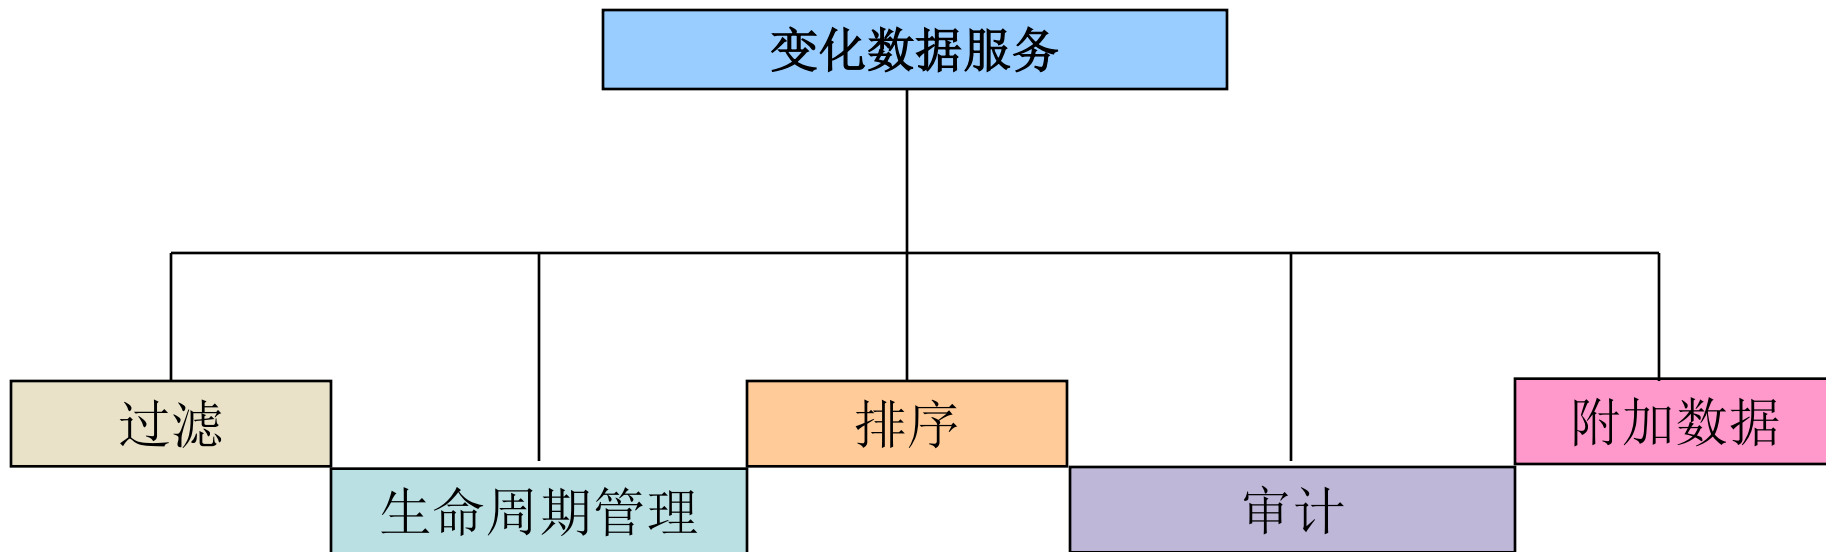 变化数据服务
过滤
生命周期管理
排序
审计
附加数据